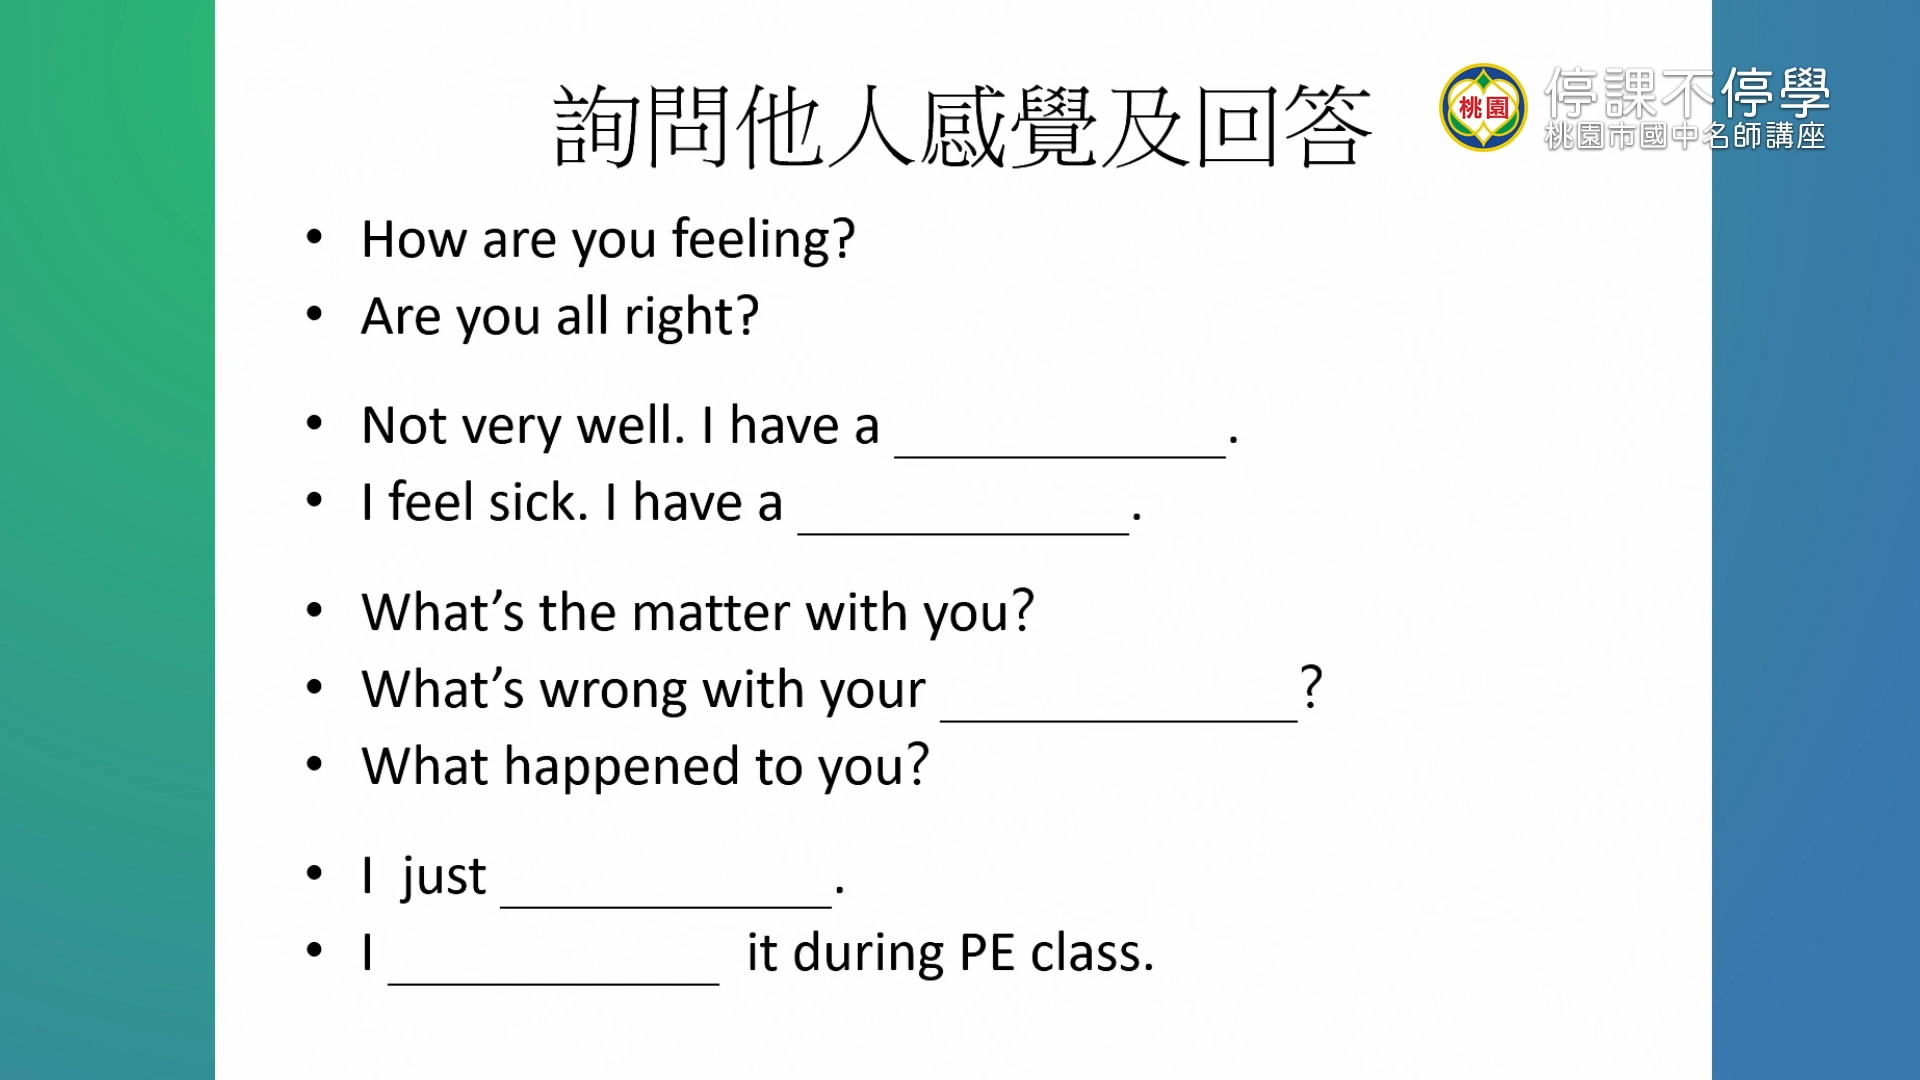 詢問他人感覺及回答
桃園
停課不停學
桃園市國中名師講座
• How are you feeling?
• Are you all right?
• Not very well. I have a ____________.
• I feel sick. I have a ____________.
• What’s the matter with you?
• What’s wrong with your _____________?
• What happened to you?
• I  just ____________.
• I ____________  it during PE class.